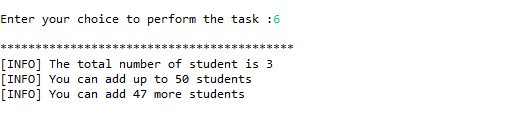 Enter your choice to perform the task :6
******************************************
[INFO] The total number of student is 3
[INFO] You can add up to 50 students
[INFO] You can add 47 more students